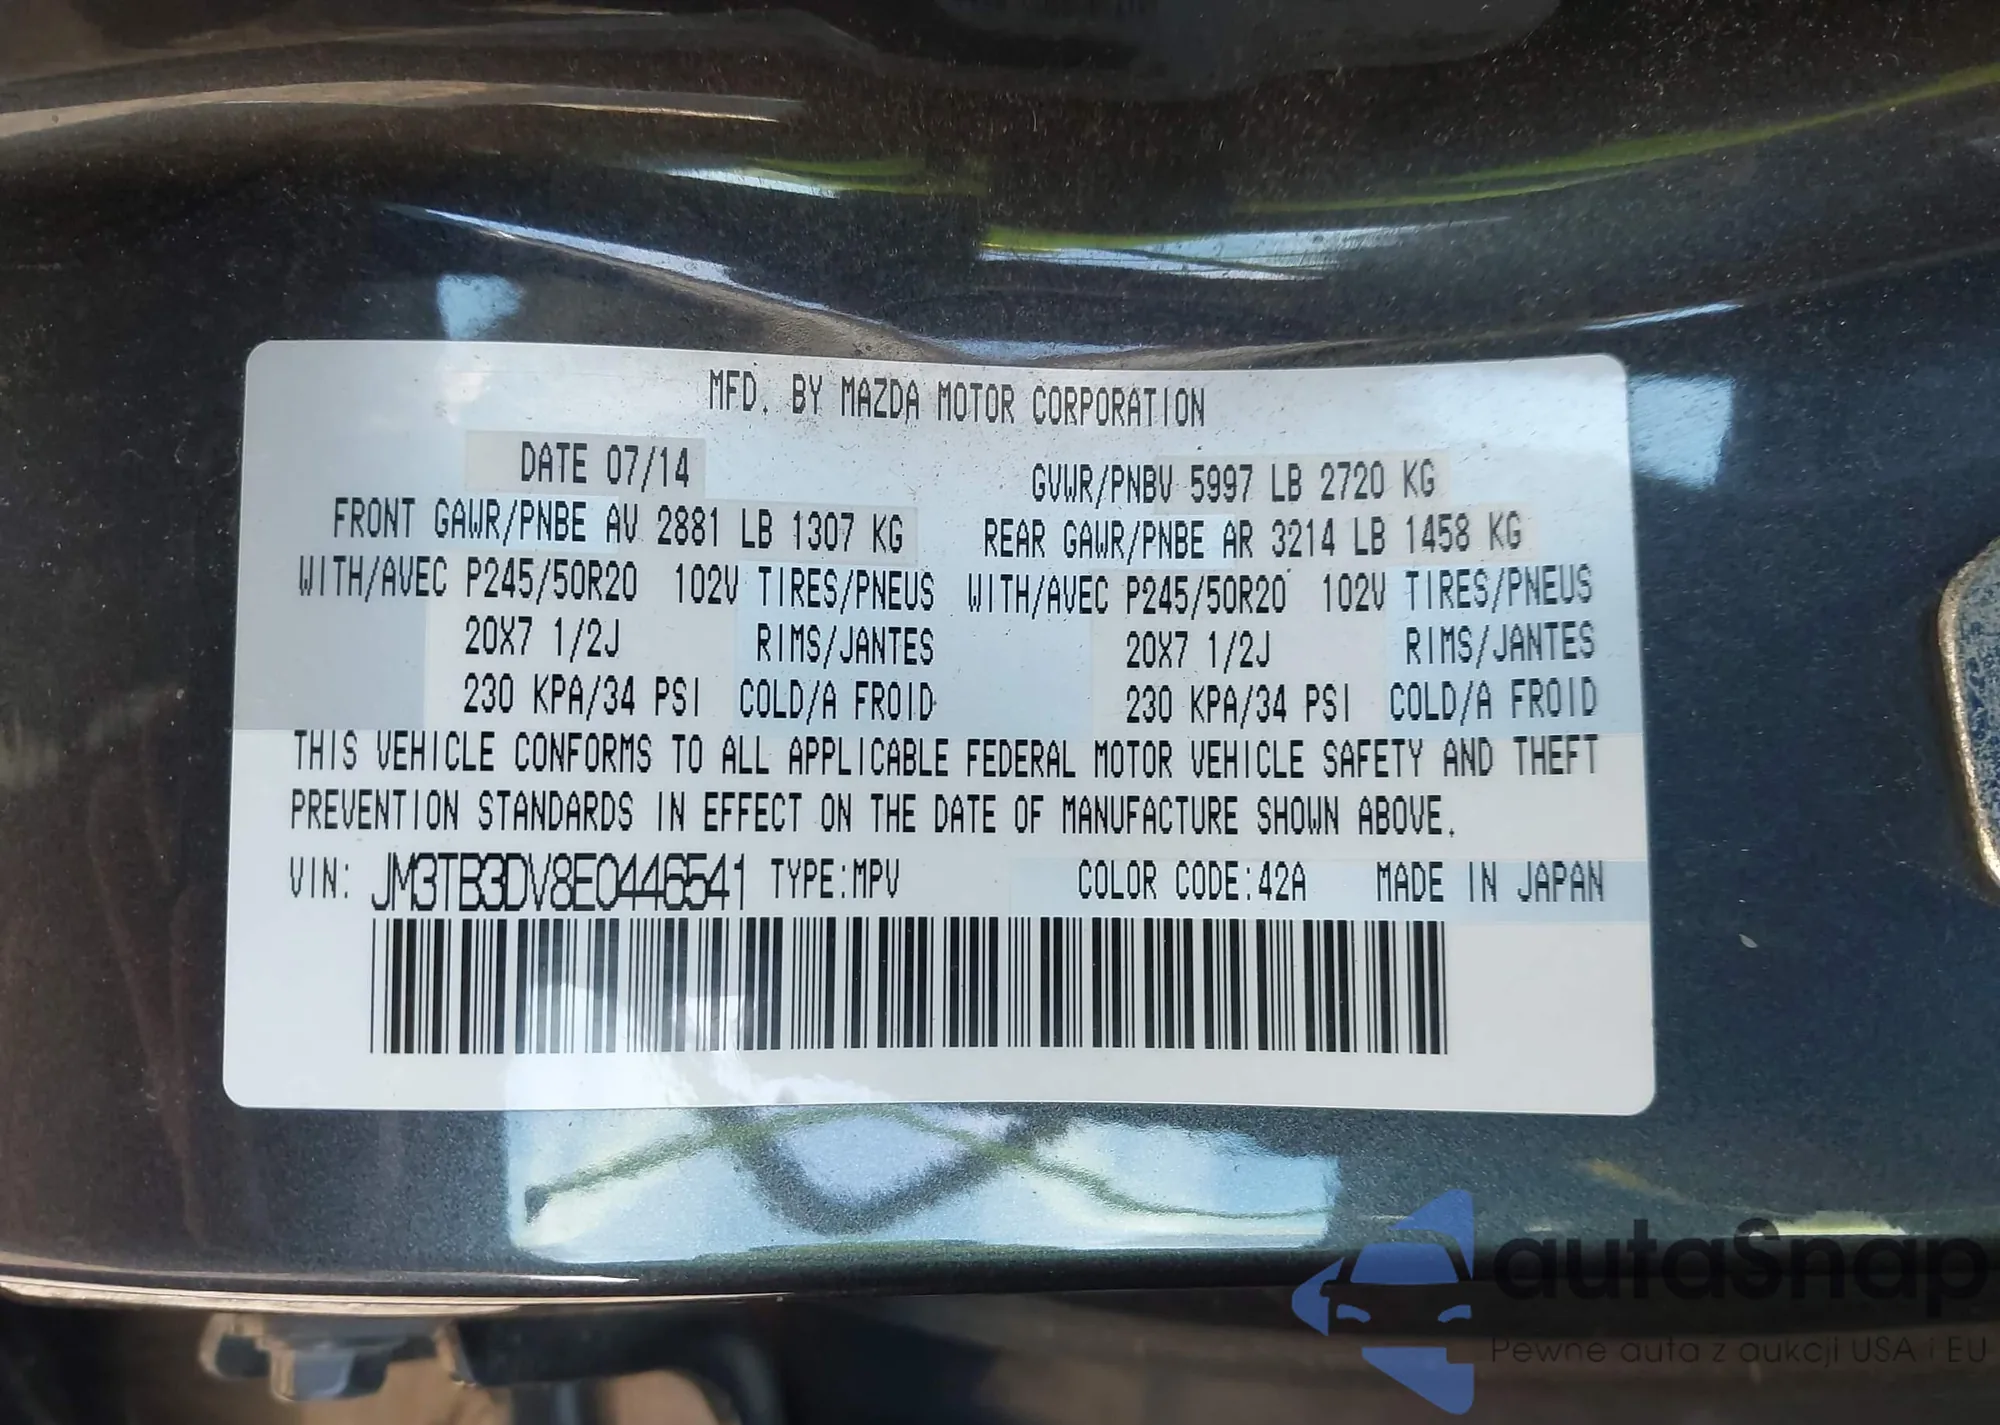 MFD. BY MAZDA MOTOR CORPORATION
DATE 07/14 GVWR/PNBV 5997 LB 2720 KG
FRONT GAWR/PNBE AV 2881 LB 1307 KG REAR GAWR/PNBE AR 3214 LB 1458 KG
WITH/AVEC P245/50R20 102V TIRES/PNEUS WITH/AVEC P245/50R20 102V TIRES/PNEUS
20X7 1/2J RIMS/JANTES 20X7 1/2J RIMS/JANTES
230 KPA/34 PSI COLD/A FROID 230 KPA/34 PSI COLD/A FROID
THIS VEHICLE CONFORMS TO ALL APPLICABLE FEDERAL MOTOR VEHICLE SAFETY AND THEFT
PREVENTION STANDARDS IN EFFECT ON THE DATE OF MANUFACTURE SHOWN ABOVE.
VIN: JM3TB3DV8E0446541 TYPE:MPV COLOR CODE:42A MADE IN JAPAN
autaSnap
Pewne auta z aukcji USA i EU